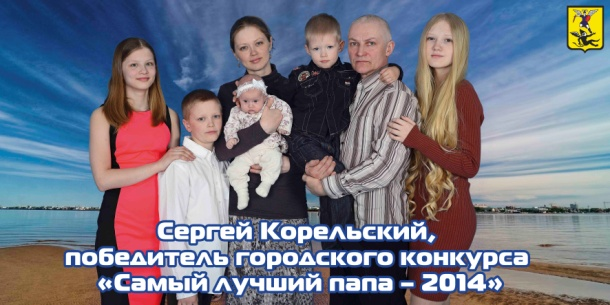 Сергей Корельский,
победитель городского конкурса
«Самый лучший папа – 2014»